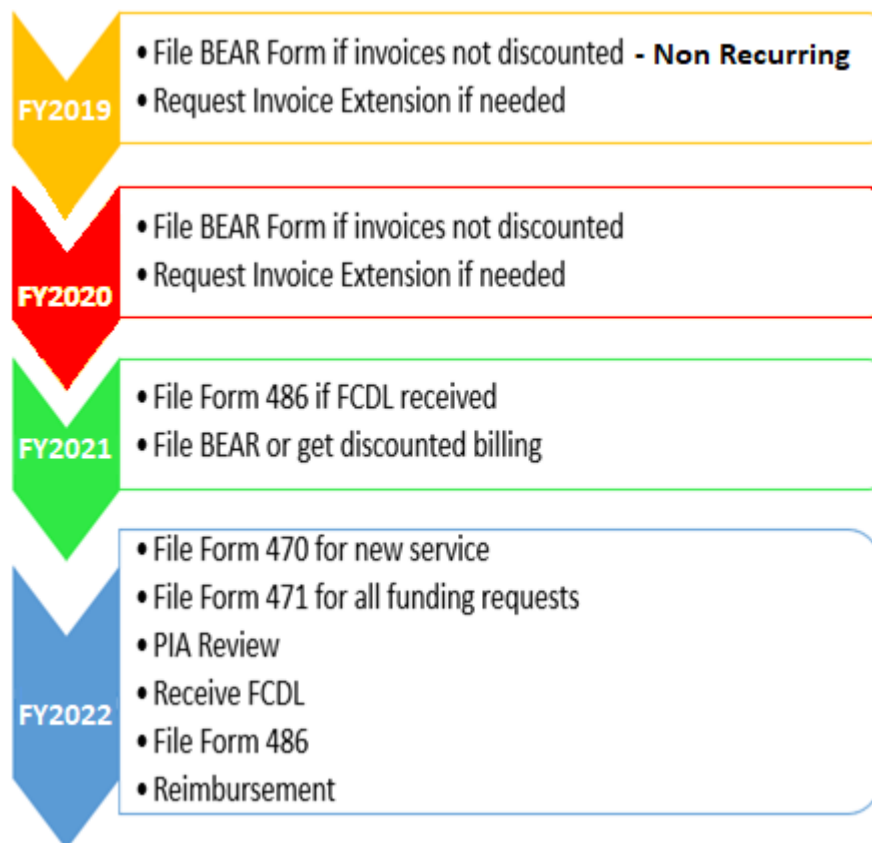 FY2019
• File BEAR Form if invoices not discounted - Non Recurring
• Request Invoice Extension if needed
FY2020
• File BEAR Form if invoices not discounted
• Request Invoice Extension if needed
FY2021
• File Form 486 if FCDL received
• File BEAR or get discounted billing
FY2022
• File Form 470 for new service
• File Form 471 for all funding requests
• PIA Review
• Receive FCDL
• File Form 486
• Reimbursement